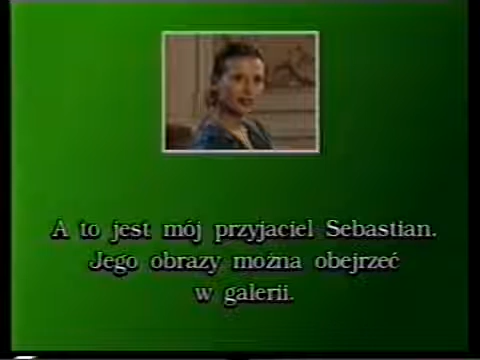 A to jest mój przyjaciel Sebastian.
Jego obrazy można obejrzeć
w galerii.